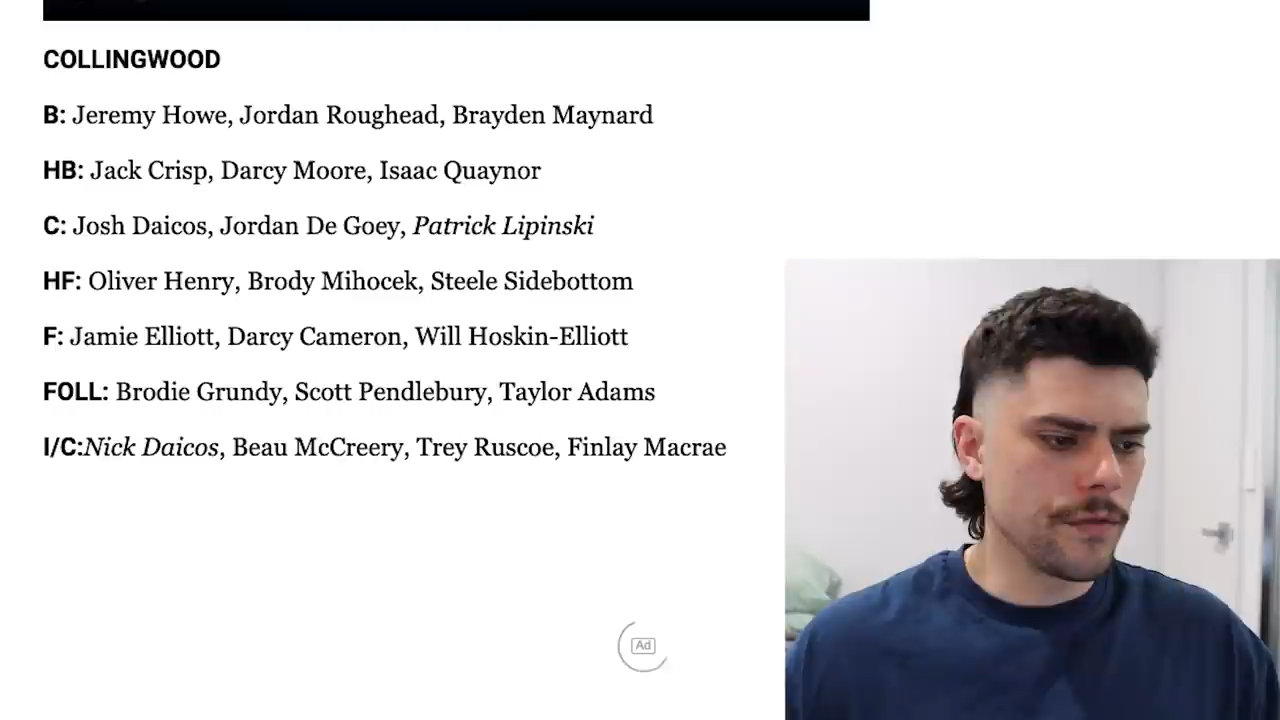 COLLINGWOOD
B: Jeremy Howe, Jordan Roughead, Brayden Maynard
HB: Jack Crisp, Darcy Moore, Isaac Quaynor
C: Josh Daicos, Jordan De Goey, Patrick Lipinski
HF: Oliver Henry, Brody Mihocek, Steele Sidebottom
F: Jamie Elliott, Darcy Cameron, Will Hoskin-Elliott
FOLL: Brodie Grundy, Scott Pendlebury, Taylor Adams
I/C:Nick Daicos, Beau McCreery, Trey Ruscoe, Finlay Macrae
Ad